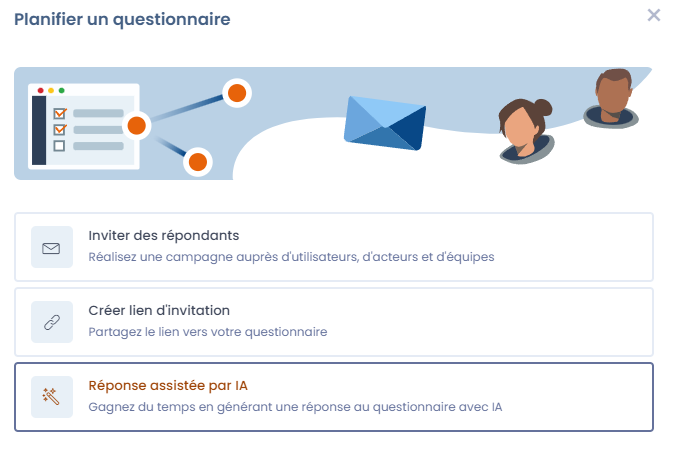 Planifier un questionnaire
Inviter des répondants
Réalisez une campagne auprès d'utilisateurs, d'acteurs et d'équipes
Créer lien d'invitation
Partagez le lien vers votre questionnaire
Réponse assistée par IA
Gagnez du temps en générant une réponse au questionnaire avec IA